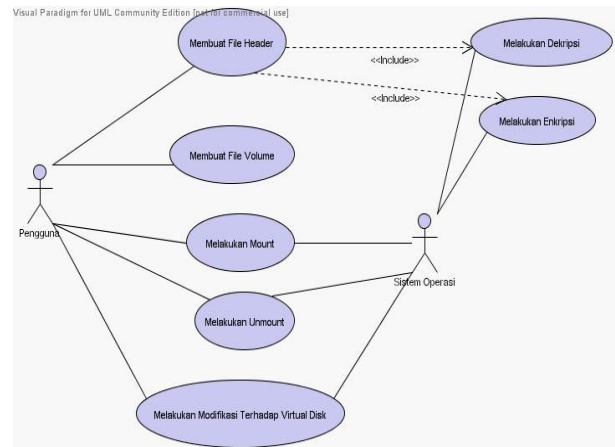 Visual Paradigm for UML Community Edition [not for commercial use]
Membuat File Header
Melakukan Dekripsi
<<Include>>
<<Include>>
Melakukan Enkripsi
Membuat File Volume
Pengguna
Melakukan Mount
Sistem Operasi
Melakukan Unmount
Melakukan Modifikasi Terhadap Virtual Disk